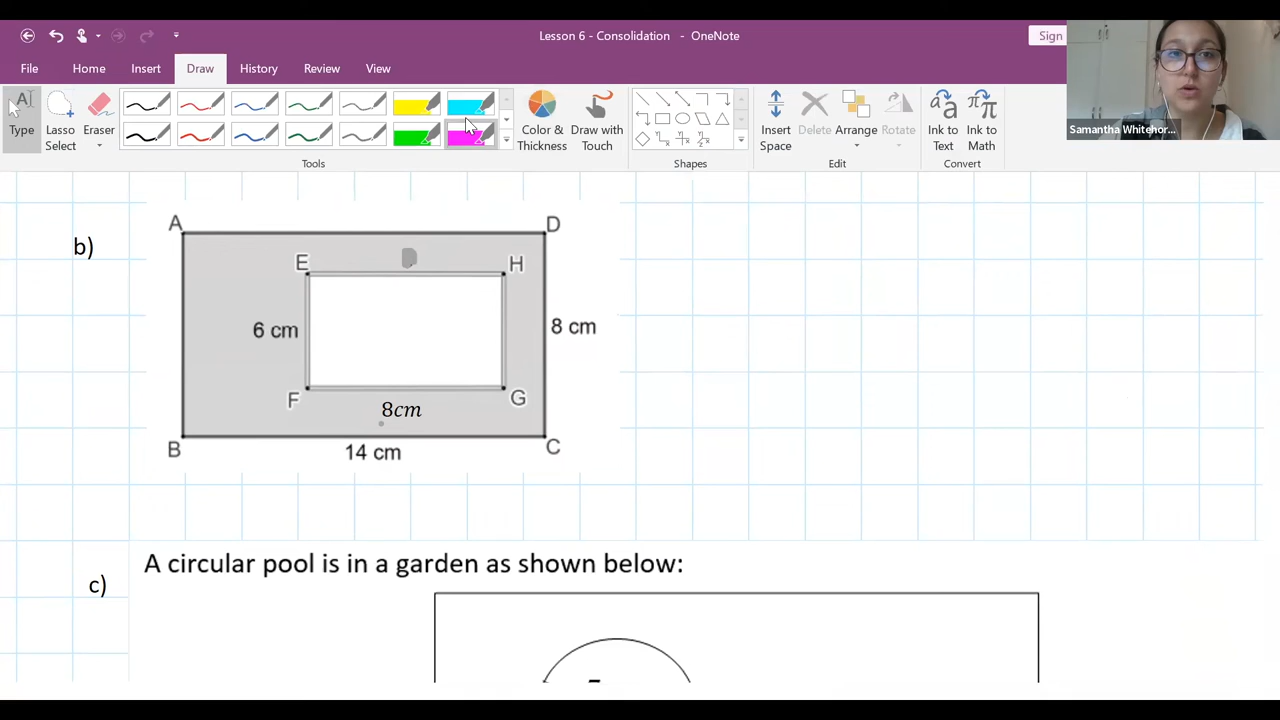 Lesson 6 - Consolidation - OneNote
Sign
File Home Insert Draw History Review View
Type
Lasso Select
Eraser
Tools
Color & Thickness
Draw with Touch
Shapes
Insert Space
Delete
Arrange
Rotate
Edit
Ink to Text
Ink to Math
Convert
Samantha Whitehor...
b)
A
D
E
H
6 cm
8 cm
F
G
8cm
B
14 cm
C
c)
A circular pool is in a garden as shown below: